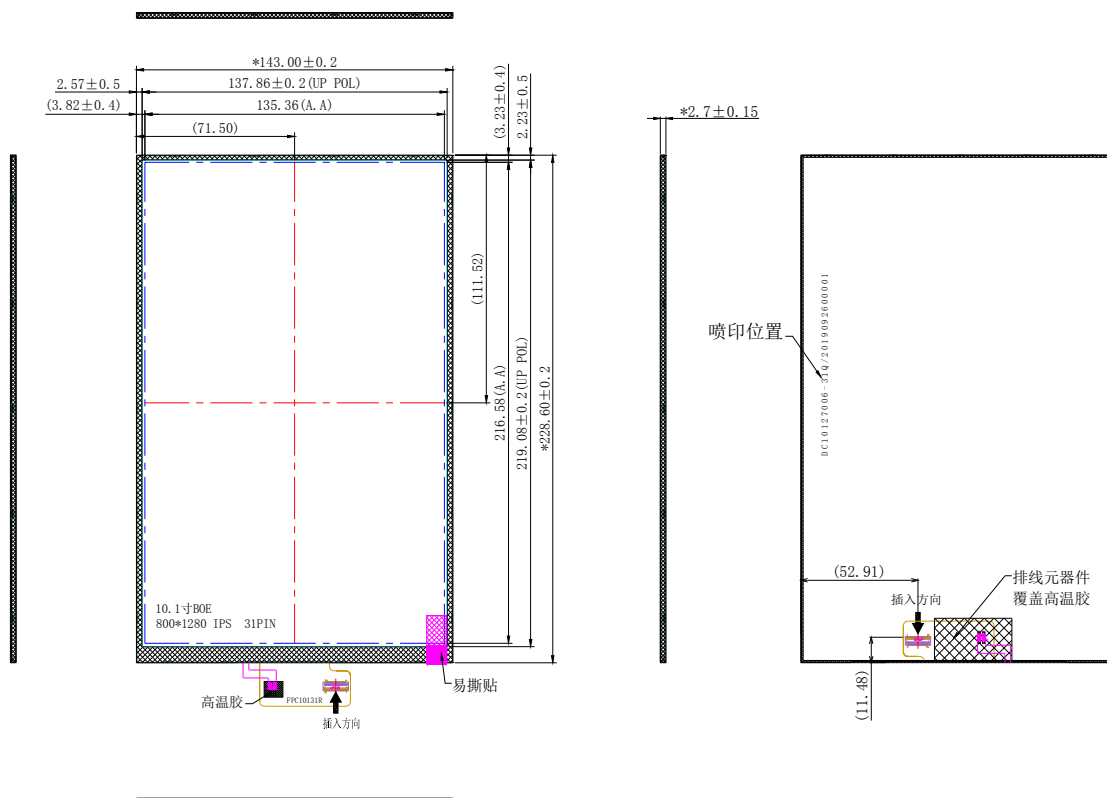 *143.00±0.2
2.57±0.5
137.86±0.2(UP POL)
(3.82±0.4)
135.36(A.A)
(71.50)
(3.23±0.4)
2.23±0.5
*2.7±0.15
(111.52)
216.58(A.A)
219.08±0.2(UP POL)
*228.60±0.2
喷印位置
DC10127006-31Q/2019092600001
10.1寸BOE
800*1280 IPS 31PIN
高温胶
FPC10131R
插入方向
易撕贴
(52.91)
插入方向
排线元器件
覆盖高温胶
(11.48)